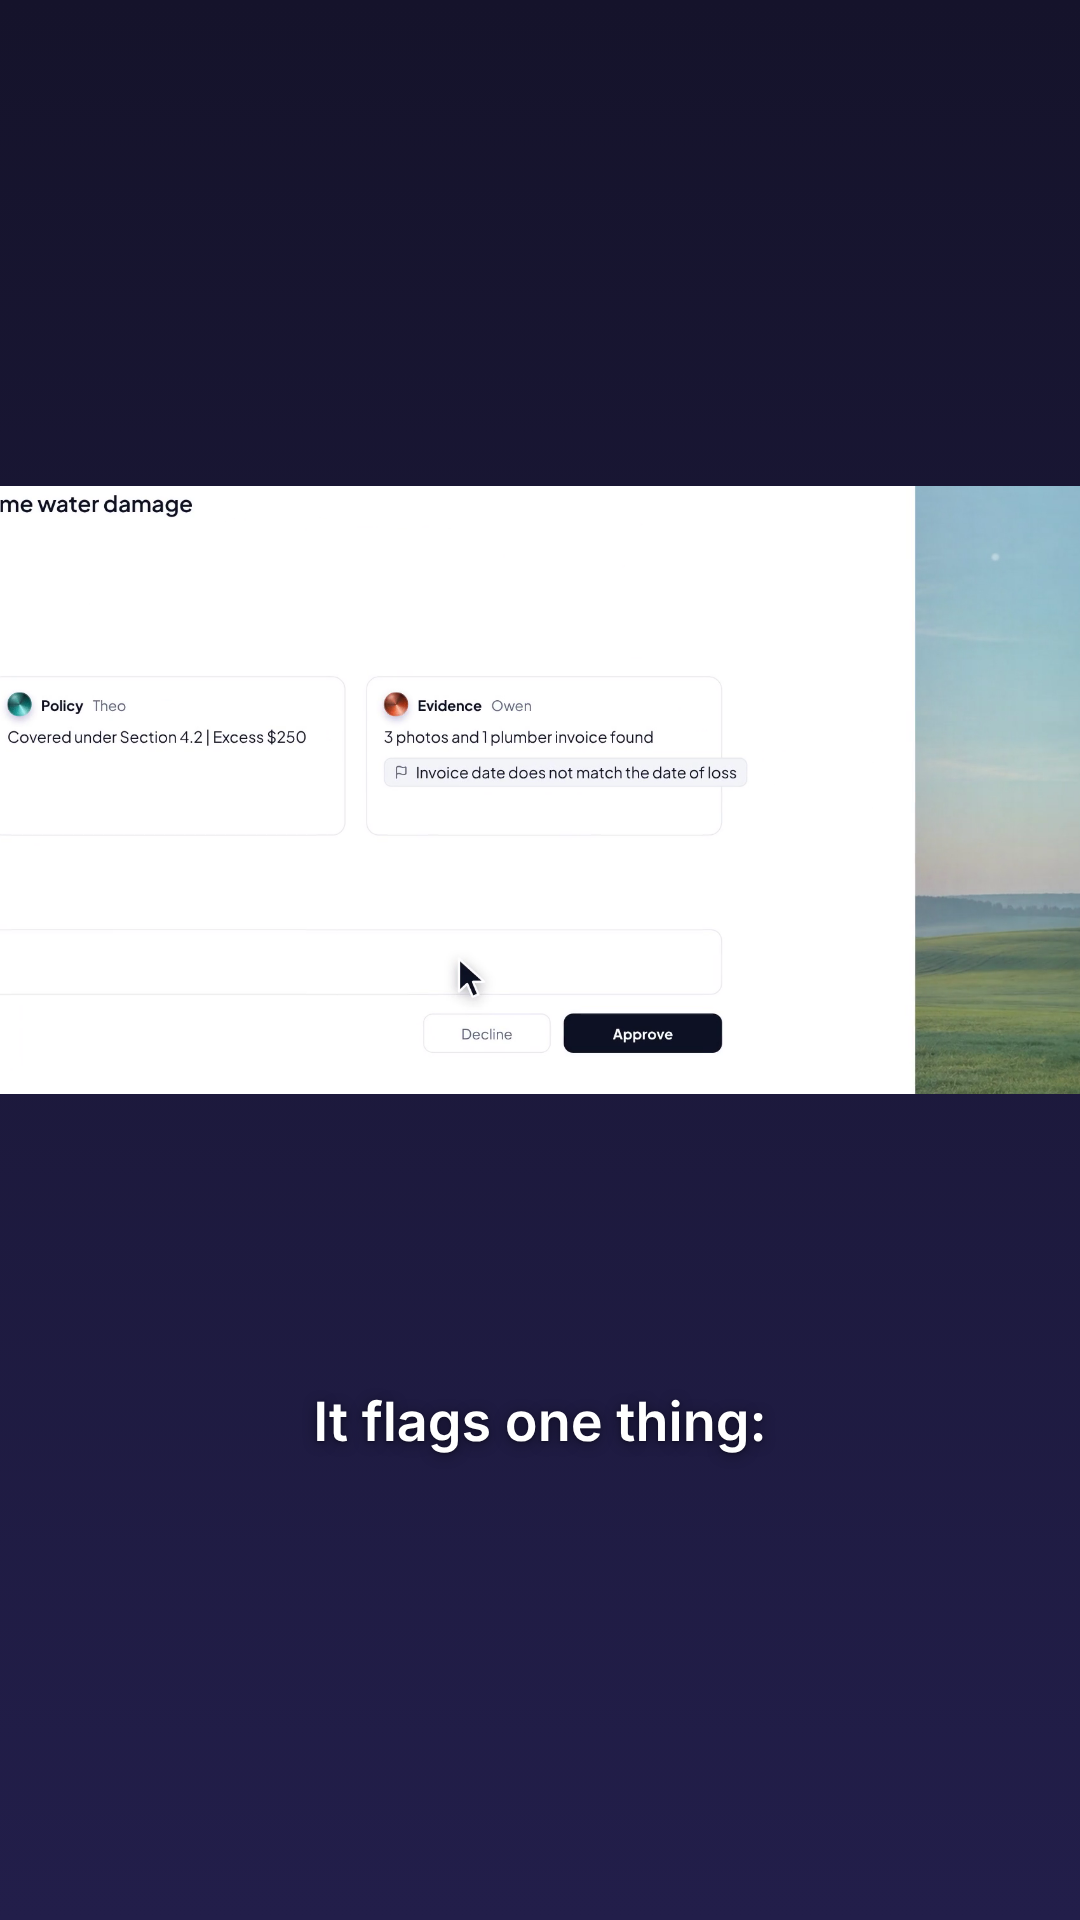 me water damage
Policy Theo
Covered under Section 4.2 | Excess $250
Evidence Owen
3 photos and 1 plumber invoice found
Invoice date does not match the date of loss
Decline
Approve
It flags one thing: